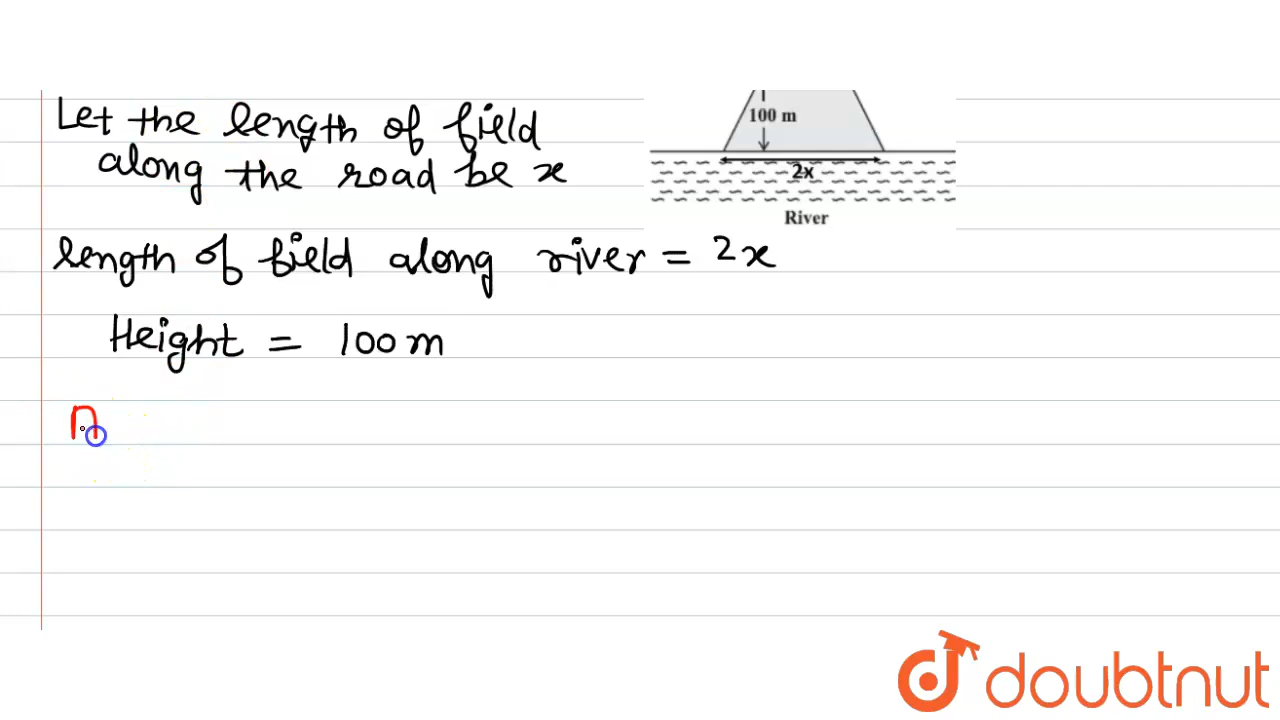 Let the length of field
along the road be x
100 m
2x
River
length of field along river = 2x
Height = 100 m
doubtnut